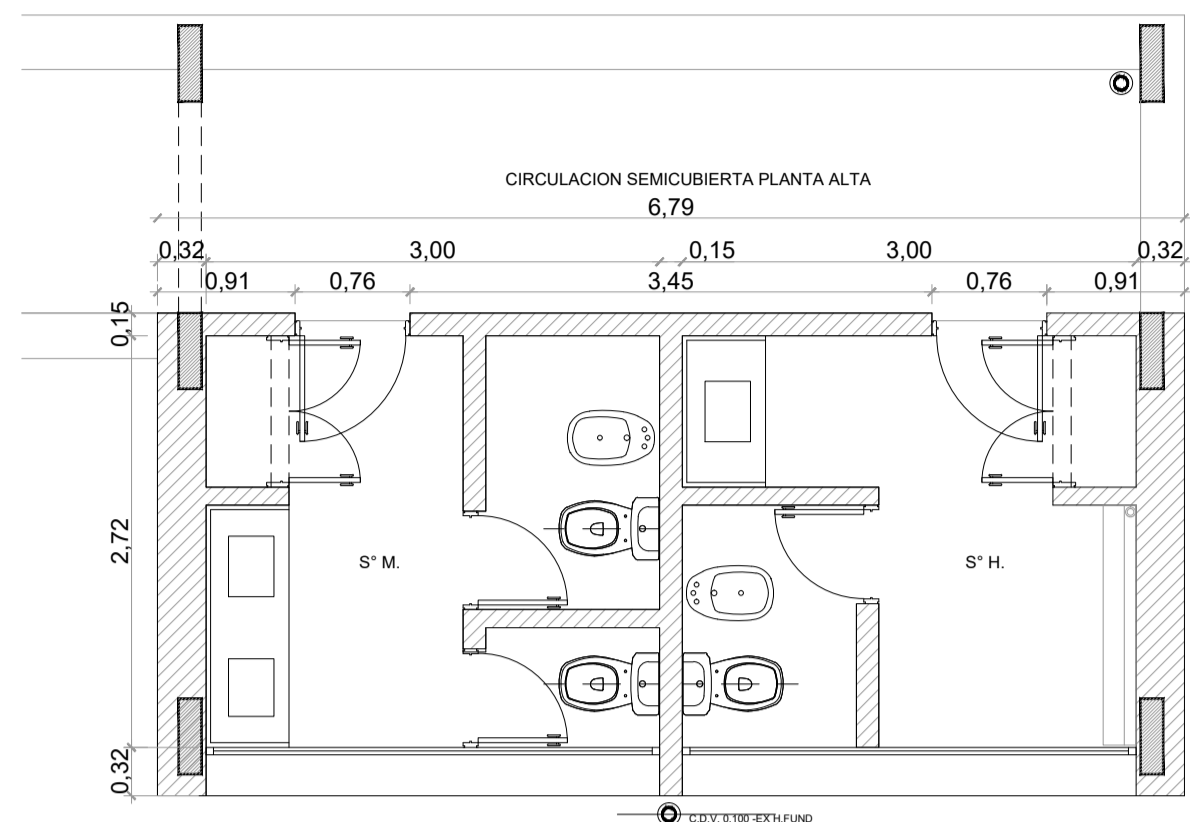 CIRCULACION SEMICUBIERTA PLANTA ALTA
6,79
0,32 3,00 0,15 3,00 0,32
0,91 0,76 3,45 0,76 0,91
0,15
2,72
0,32
S° M.
S° H.
C.D.V. 0.100 -EX H.FUND